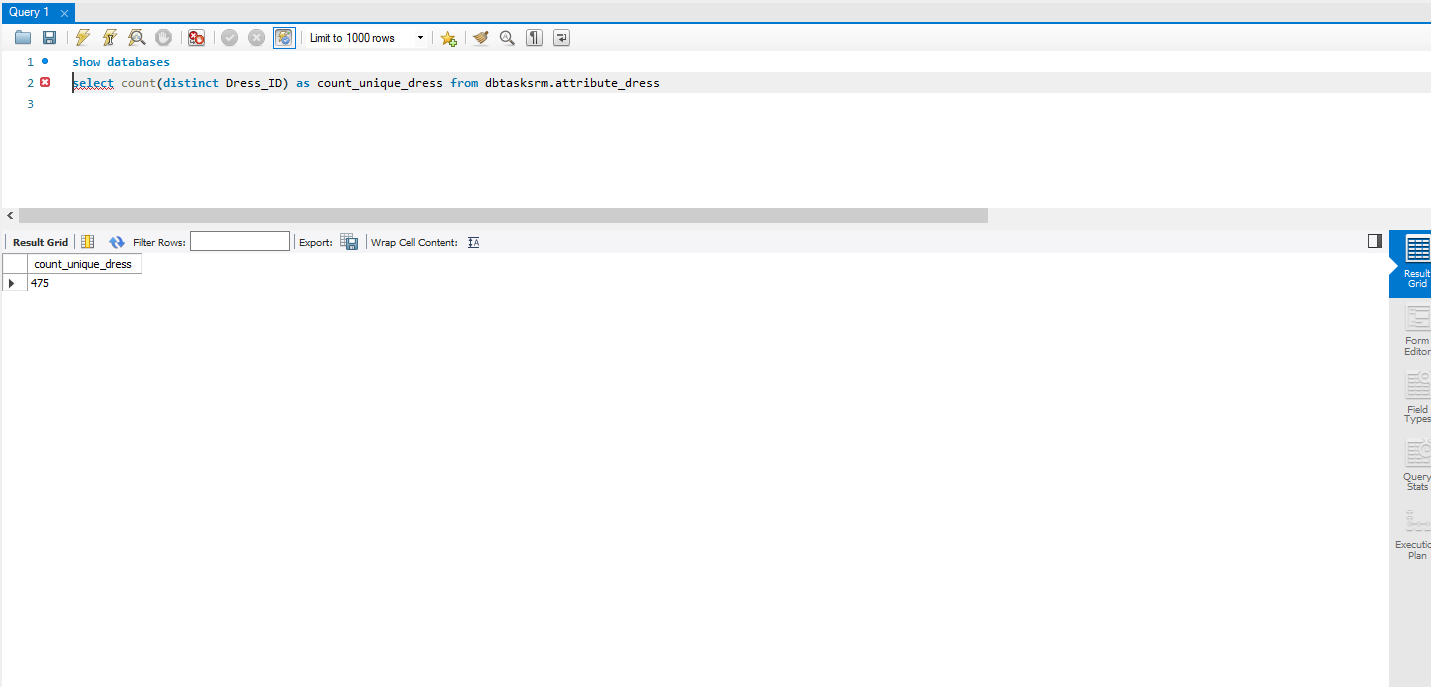 Query 1
Limit to 1000 rows
1 show databases
2 select count(distinct Dress_ID) as count_unique_dress from dbtasksrm.attribute_dress
3
Result Grid Filter Rows: Export: Wrap Cell Content:
count_unique_dress
475
Result
Grid
Form
Editor
Field
Types
Query
Stats
Executio
Plan